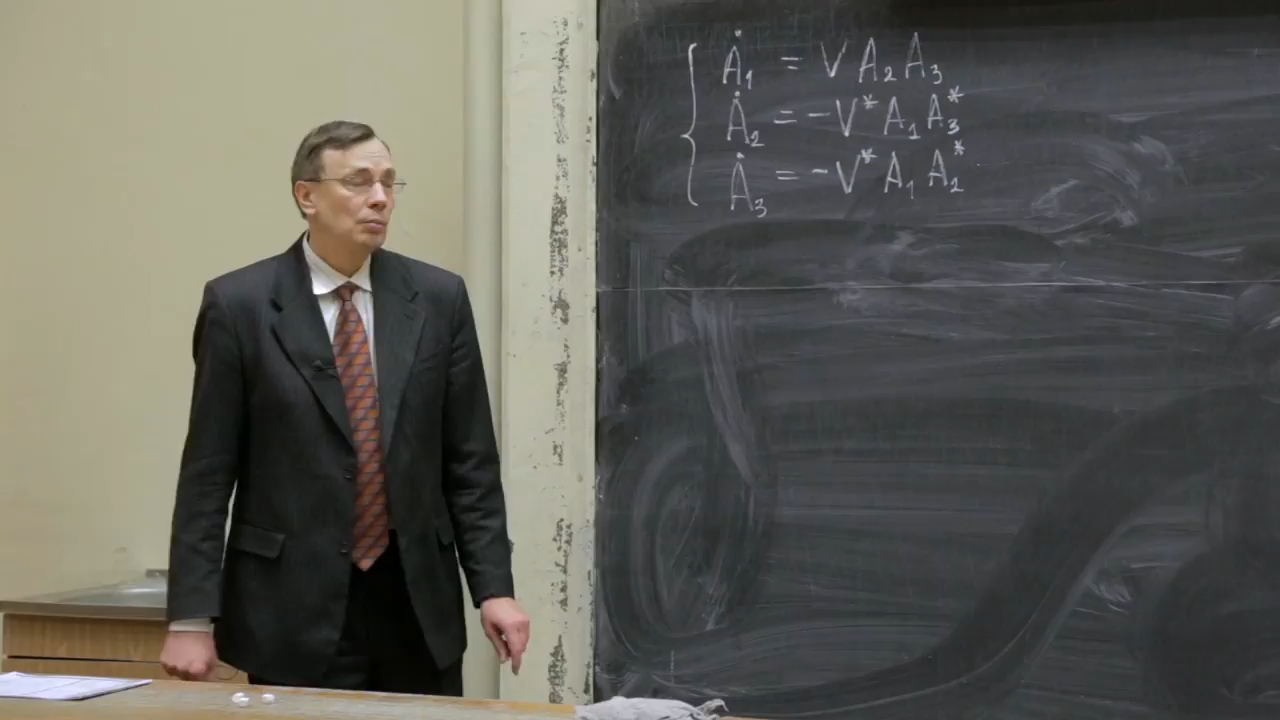 Ȧ₁ = V A₂ A₃
Ȧ₂ = -V* A₁ A₃*
Ȧ₃ = -V* A₁ A₂*